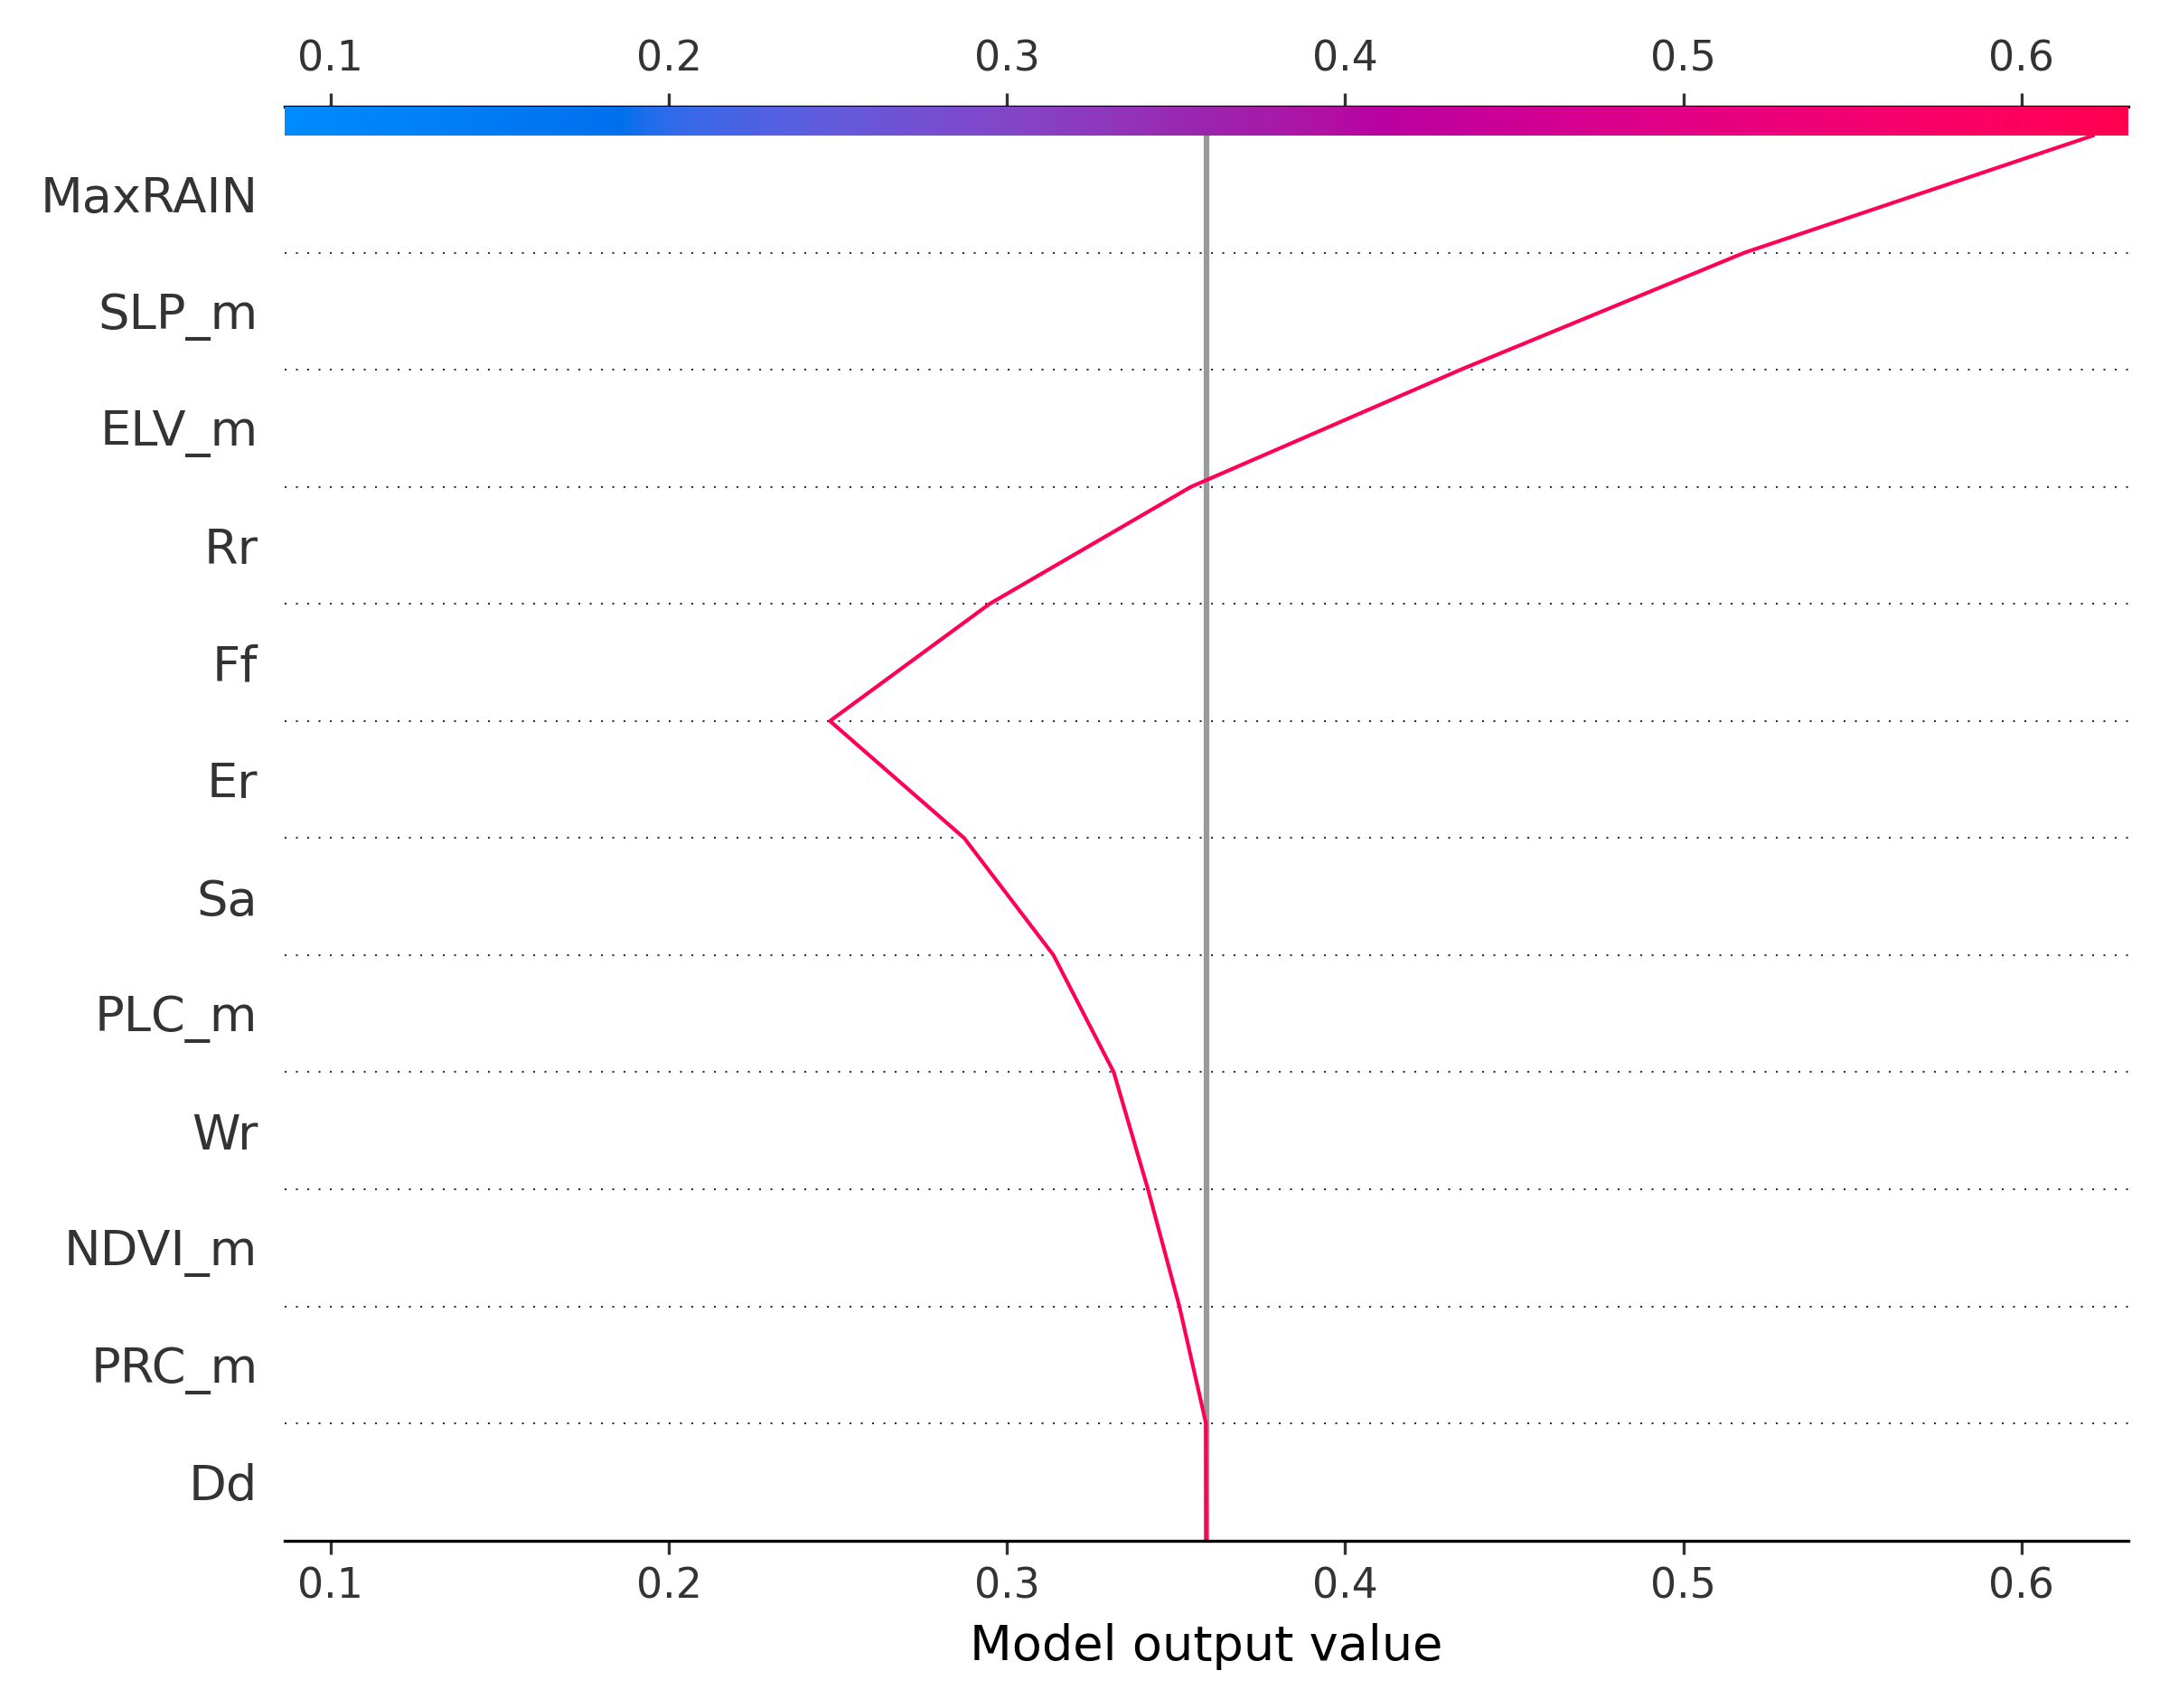 0.1 0.2 0.3 0.4 0.5 0.6
MaxRAIN
SLP_m
ELV_m
Rr
Ff
Er
Sa
PLC_m
Wr
NDVI_m
PRC_m
Dd
0.1 0.2 0.3 0.4 0.5 0.6
Model output value